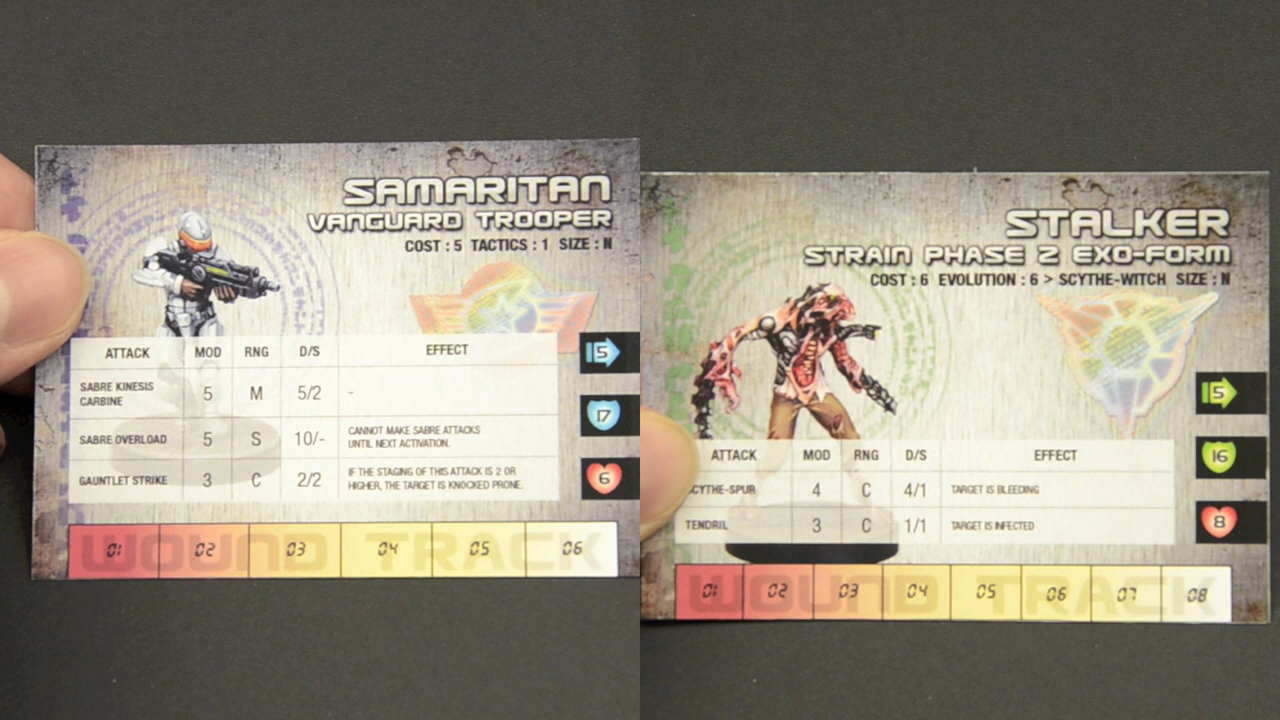 SAMARITAN
VANGUARD TROOPER
COST : 5 TACTICS : 1 SIZE : N
ATTACK MOD RNG D/S EFFECT
SABRE KINESIS
CARBINE 5 M 5/2 -
SABRE OVERLOAD 5 S 10/- CANNOT MAKE SABRE ATTACKS
UNTIL NEXT ACTIVATION.
GAUNTLET STRIKE 3 C 2/2 IF THE STAGING OF THIS ATTACK IS 2 OR
HIGHER, THE TARGET IS KNOCKED PRONE.
5
17
6
WOUND TRACK
01 02 03 04 05 06
STALKER
STRAIN PHASE 2 EXO-FORM
COST : 6 EVOLUTION : 6 > SCYTHE-WITCH SIZE : N
ATTACK MOD RNG D/S EFFECT
SCYTHE-SPUR 4 C 4/1 TARGET IS BLEEDING
TENDRIL 3 C 1/1 TARGET IS INFECTED
5
16
8
WOUND TRACK
01 02 03 04 05 06 07 08